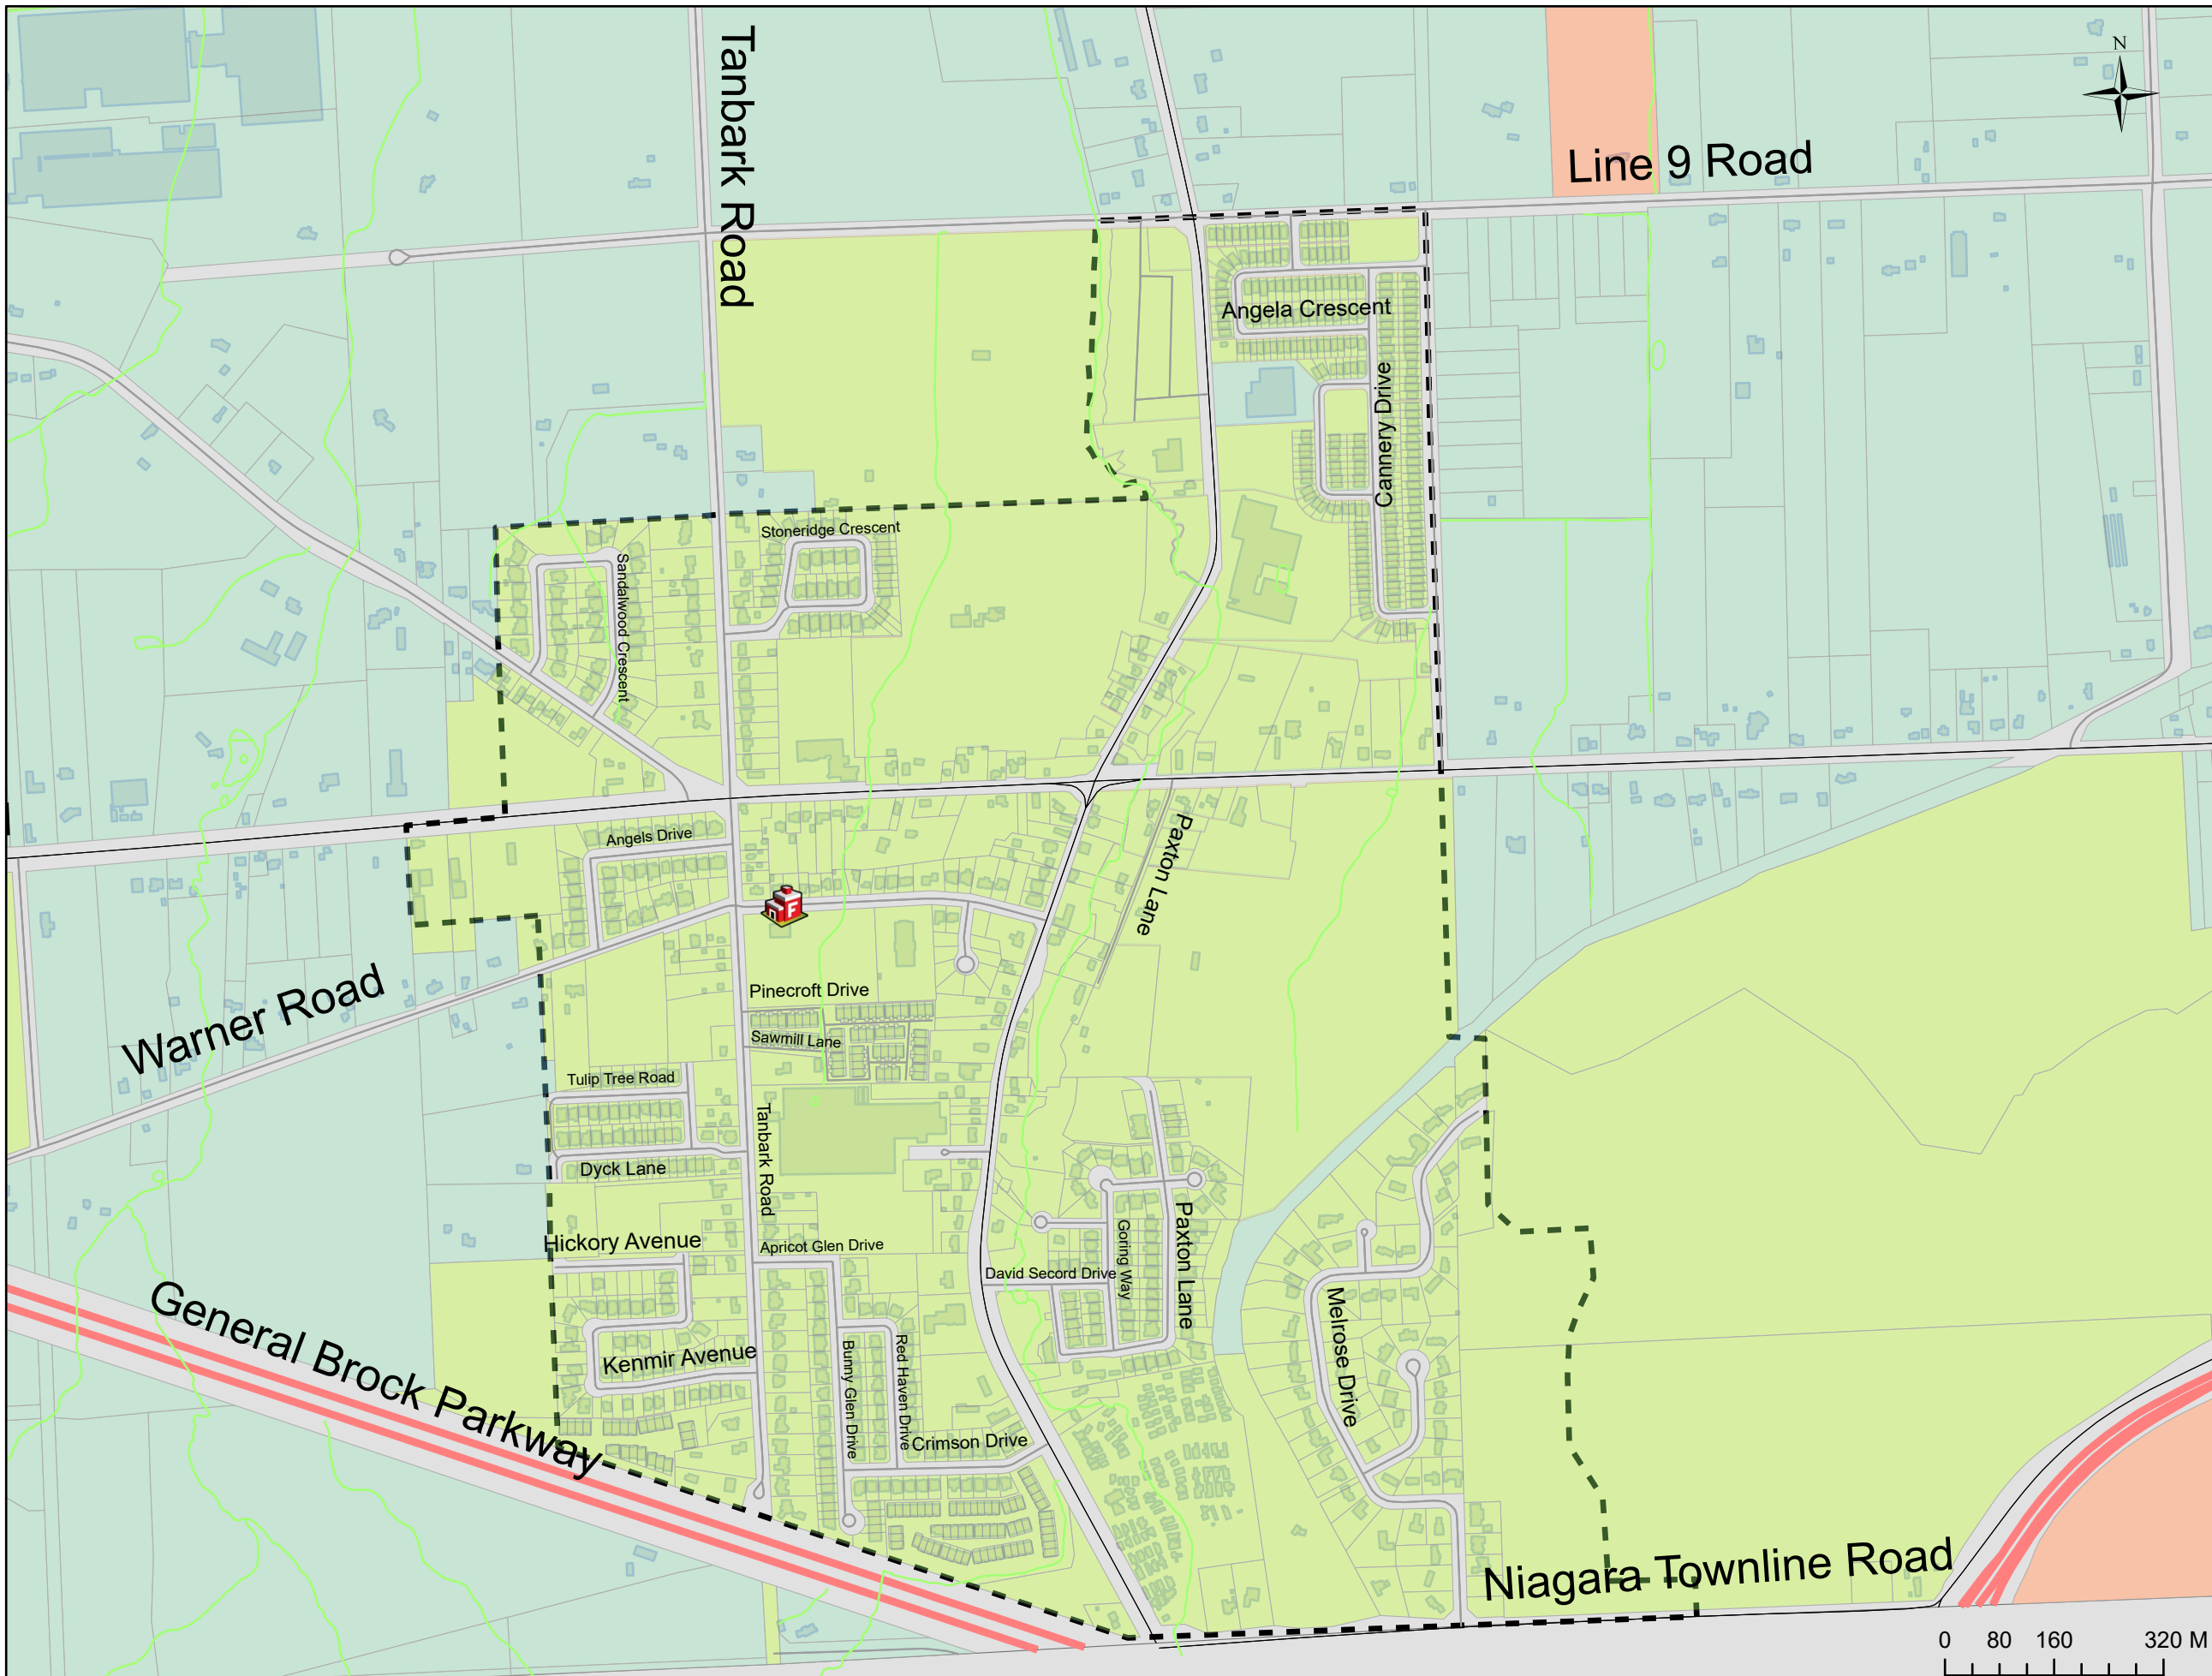 N
Tanbark Road
Line 9 Road
Angela Crescent
Cannery Drive
Stoneridge Crescent
Sandalwood Crescent
Angels Drive
Paxton Lane
F
Warner Road
Pinecroft Drive
Sawmill Lane
Tulip Tree Road
Tanbark Road
Dyck Lane
Hickory Avenue
Apricot Glen Drive
Paxton Lane
Goring Way
David Secord Drive
General Brock Parkway
Melrose Drive
Kenmir Avenue
Bunny Glen Drive
Red Haven Drive
Crimson Drive
Niagara Townline Road
0 80 160 320 M